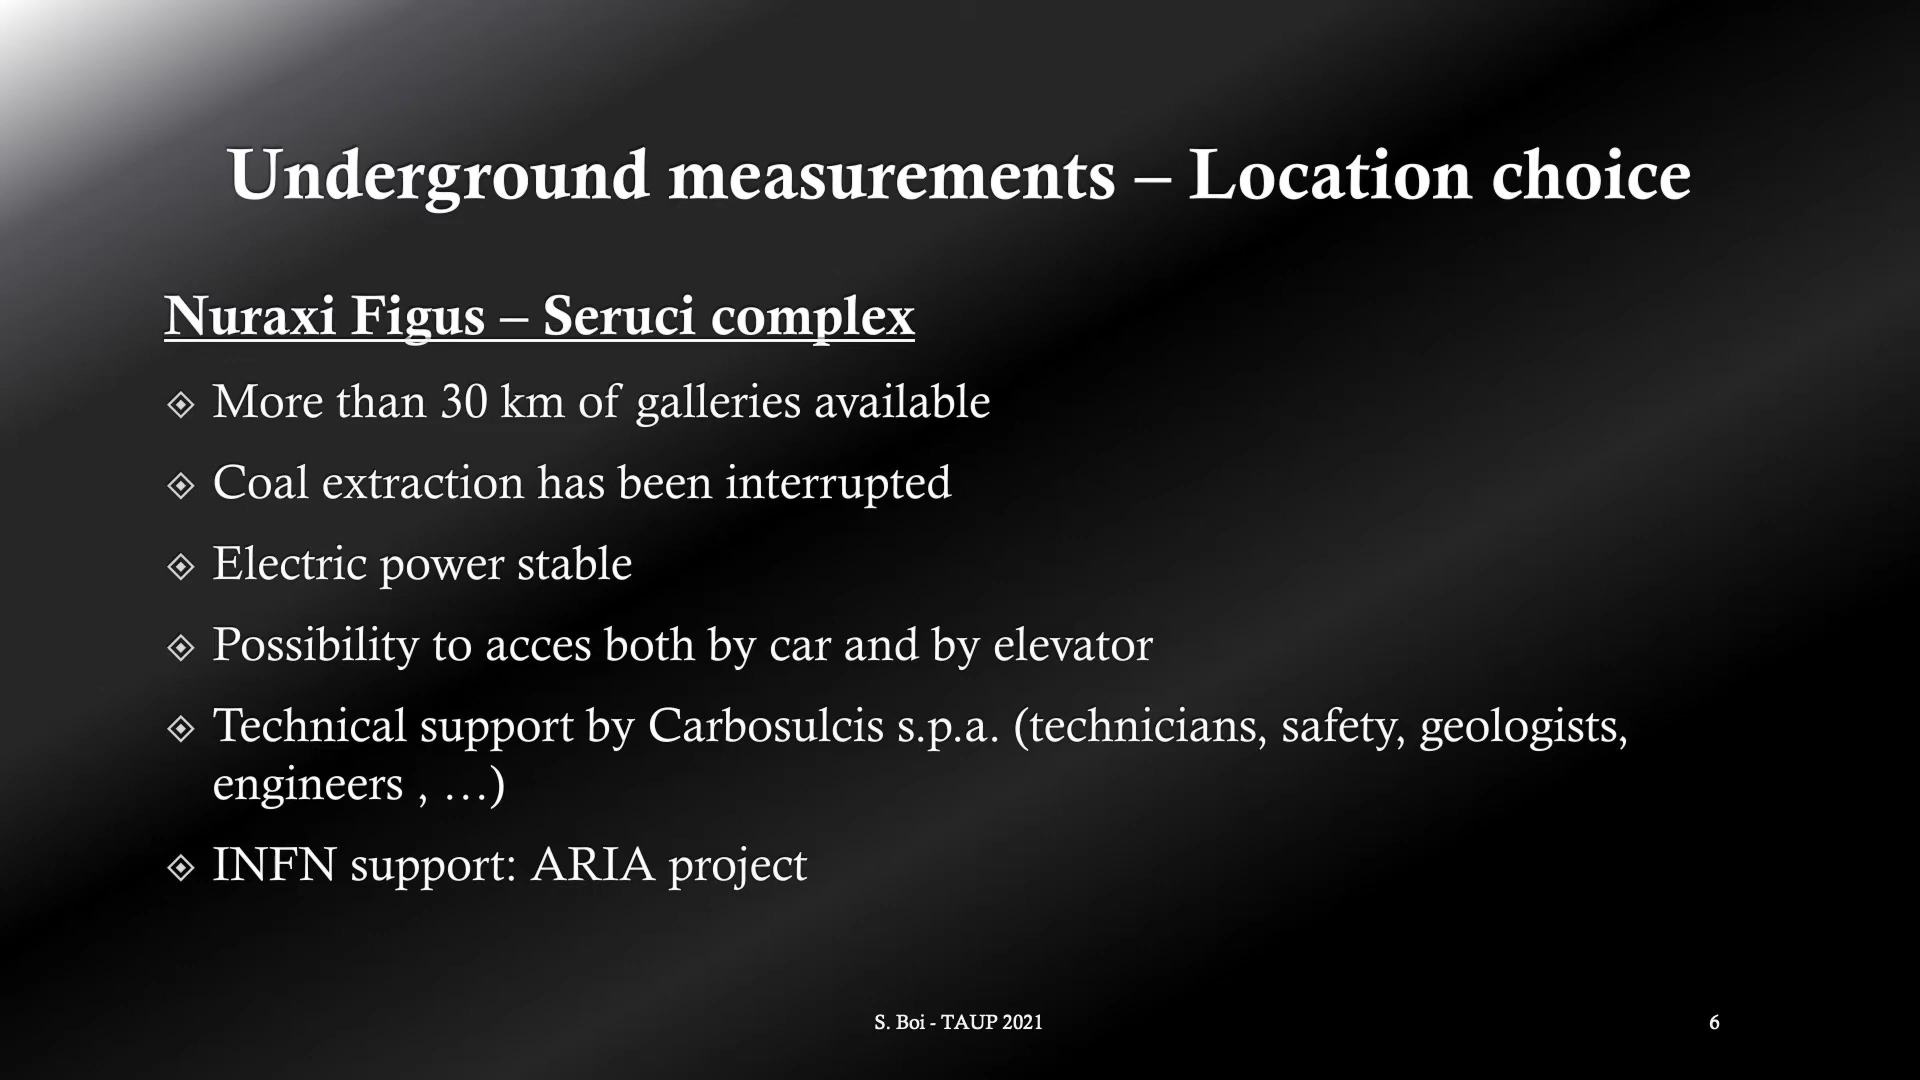 Underground measurements – Location choice
Nuraxi Figus – Seruci complex
More than 30 km of galleries available
Coal extraction has been interrupted
Electric power stable
Possibility to acces both by car and by elevator
Technical support by Carbosulcis s.p.a. (technicians, safety, geologists,
engineers , …)
INFN support: ARIA project
S. Boi - TAUP 2021
6